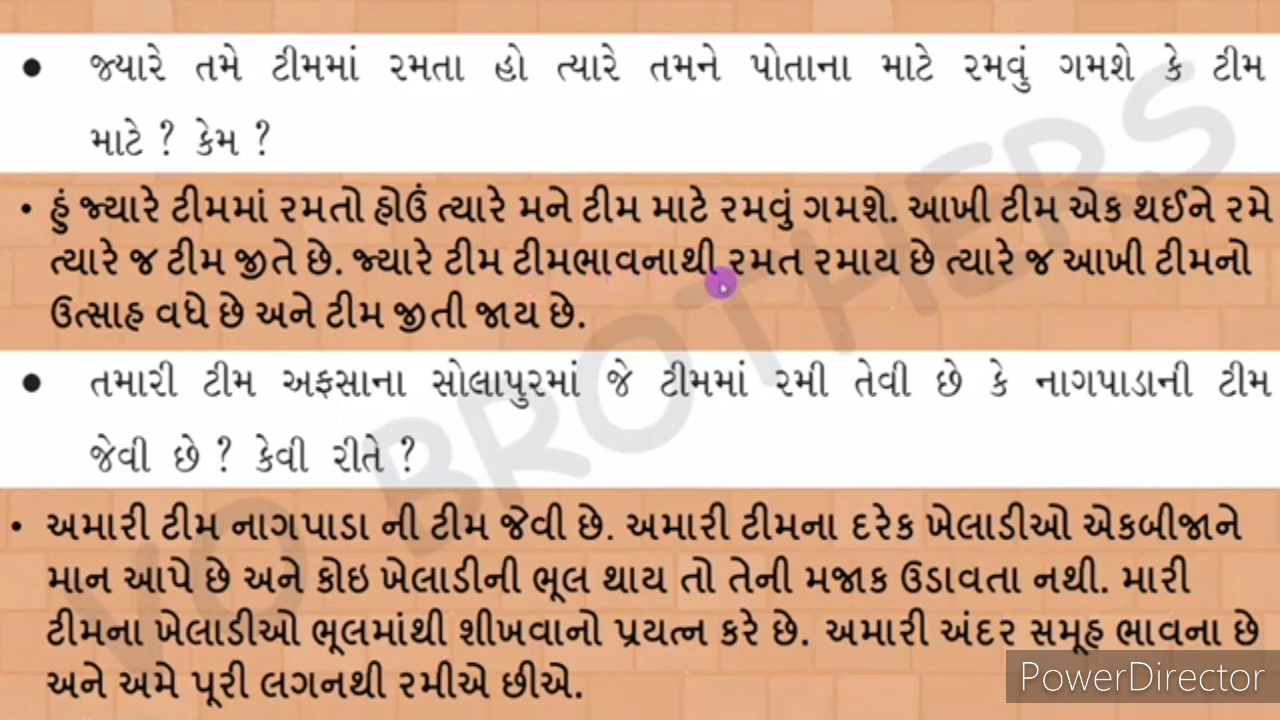 • જ્યારે તમે ટીમમાં રમતા હો ત્યારે તમને પોતાના માટે રમવું ગમશે કે ટીમ
માટે ? કેમ ?
• હું જ્યારે ટીમમાં રમતો હોઉં ત્યારે મને ટીમ માટે રમવું ગમશે. આખી ટીમ એક થઈને રમે
ત્યારે જ ટીમ જીતે છે. જ્યારે ટીમ ટીમભાવનાથી રમત રમાય છે ત્યારે જ આખી ટીમનો
ઉત્સાહ વધે છે અને ટીમ જીતી જાય છે.
• તમારી ટીમ અફસાના સોલાપુરમાં જે ટીમમાં રમી તેવી છે કે નાગપાડાની ટીમ
જેવી છે ? કેવી રીતે ?
• અમારી ટીમ નાગપાડા ની ટીમ જેવી છે. અમારી ટીમના દરેક ખેલાડીઓ એકબીજાને
માન આપે છે અને કોઇ ખેલાડીની ભૂલ થાય તો તેની મજાક ઉડાવતા નથી. મારી
ટીમના ખેલાડીઓ ભૂલમાંથી શીખવાનો પ્રયત્ન કરે છે. અમારી અંદર સમૂહ ભાવના છે
અને અમે પૂરી લગનથી રમીએ છીએ.
PowerDirector
BROTHERS